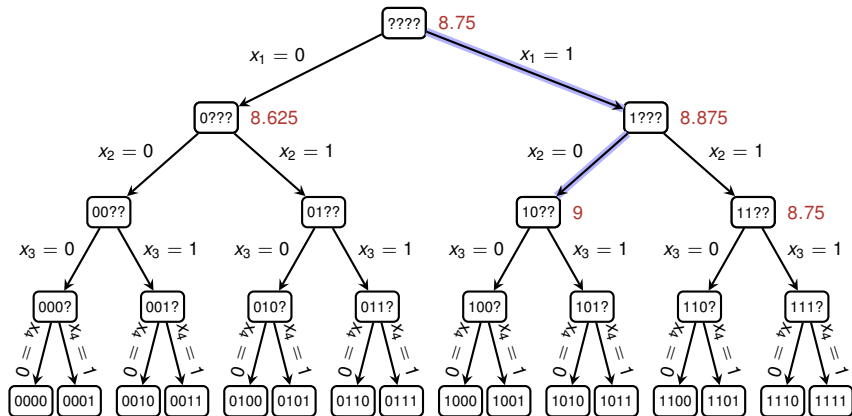 ???? 8.75
x₁ = 0 x₁ = 1
0??? 8.625 1??? 8.875
x₂ = 0 x₂ = 1 x₂ = 0 x₂ = 1
00?? 01?? 10?? 9 11?? 8.75
x₃ = 0 x₃ = 1 x₃ = 0 x₃ = 1 x₃ = 0 x₃ = 1 x₃ = 0 x₃ = 1
000? 001? 010? 011? 100? 101? 110? 111?
x₄ = 0 x₄ = 1 x₄ = 0 x₄ = 1 x₄ = 0 x₄ = 1 x₄ = 0 x₄ = 1 x₄ = 0 x₄ = 1 x₄ = 0 x₄ = 1 x₄ = 0 x₄ = 1 x₄ = 0 x₄ = 1
0000 0001 0010 0011 0100 0101 0110 0111 1000 1001 1010 1011 1100 1101 1110 1111